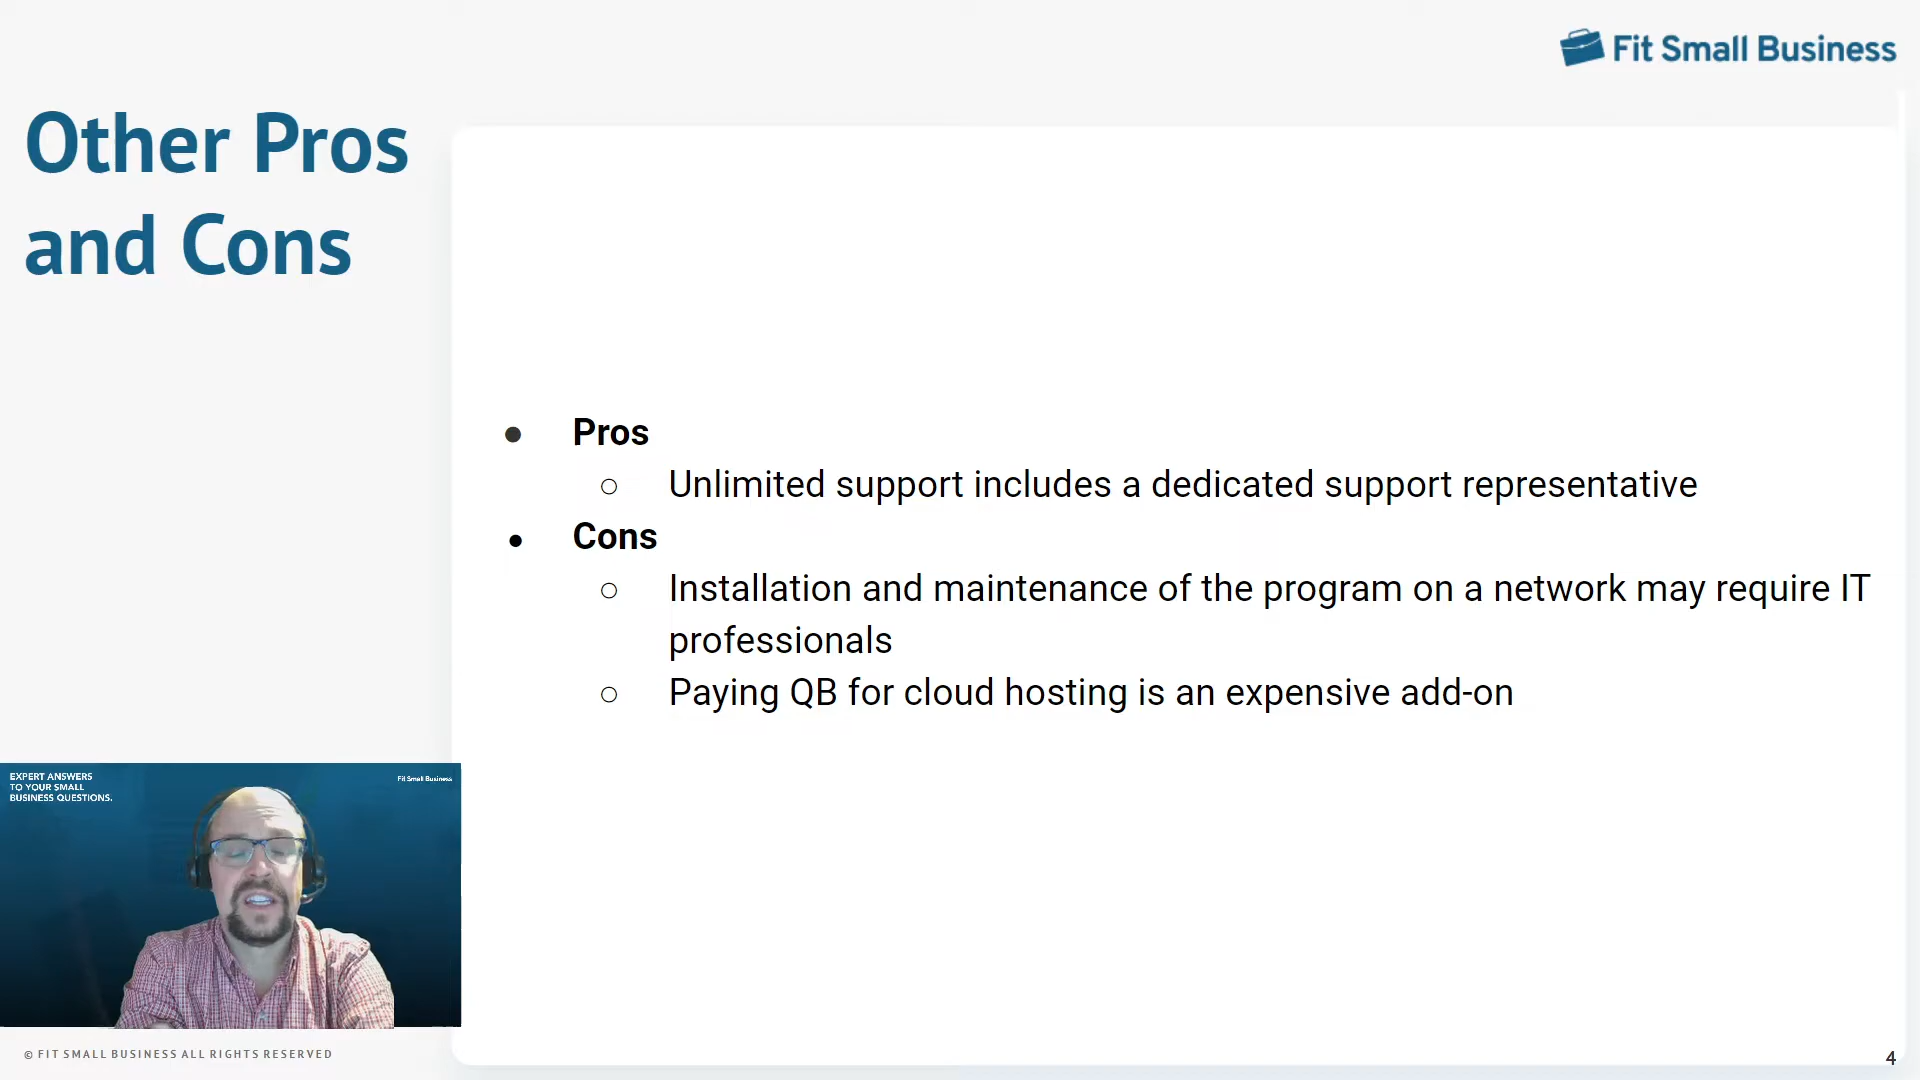 Fit Small Business
Other Pros
and Cons
● Pros
○ Unlimited support includes a dedicated support representative
● Cons
○ Installation and maintenance of the program on a network may require IT
professionals
○ Paying QB for cloud hosting is an expensive add-on
EXPERT ANSWERS
TO YOUR SMALL
BUSINESS QUESTIONS.
Fit Small Business
© FIT SMALL BUSINESS ALL RIGHTS RESERVED
4